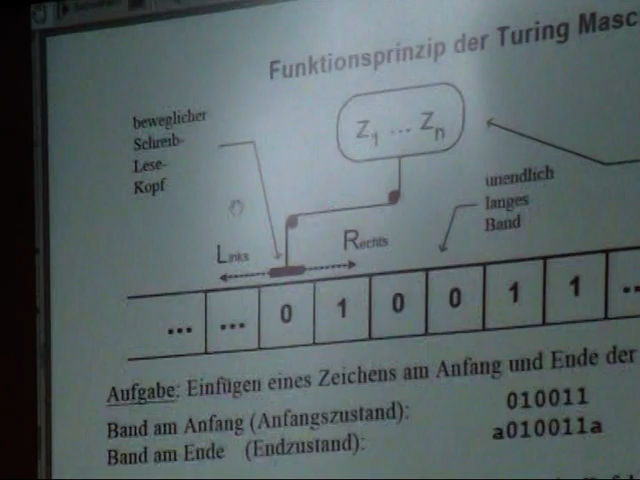 Funktionsprinzip der Turing Masc
beweglicher
Schreib-
Lese-
Kopf
Z1 ... Zn
unendlich
langes
Band
Links
Rechts
... ... 0 1 0 0 1 1 ..
Aufgabe: Einfügen eines Zeichens am Anfang und Ende der
Band am Anfang (Anfangszustand): 010011
Band am Ende (Endzustand): a010011a